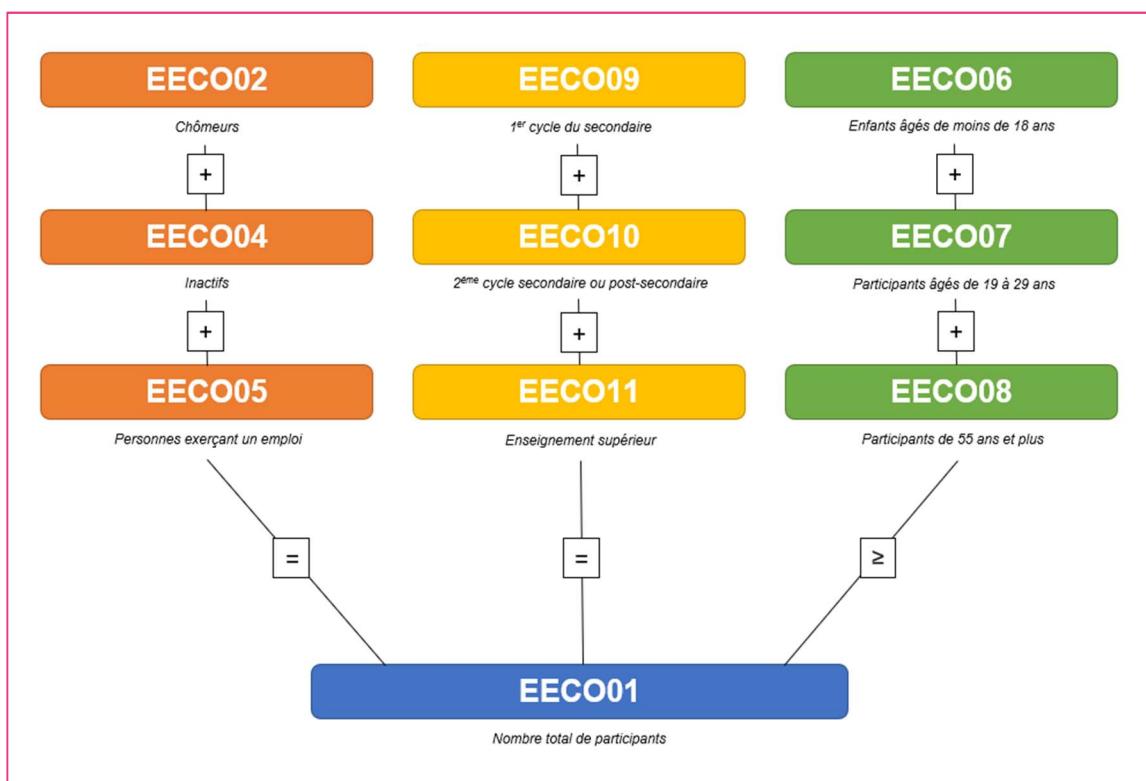 EECO02
EECO09
EECO06
Chômeurs
1er cycle du secondaire
Enfants âgés de moins de 18 ans
+
+
+
EECO04
EECO10
EECO07
Inactifs
2ème cycle secondaire ou post-secondaire
Participants âgés de 19 à 29 ans
+
+
+
EECO05
EECO11
EECO08
Personnes exerçant un emploi
Enseignement supérieur
Participants de 55 ans et plus
=
=
≥
EECO01
Nombre total de participants